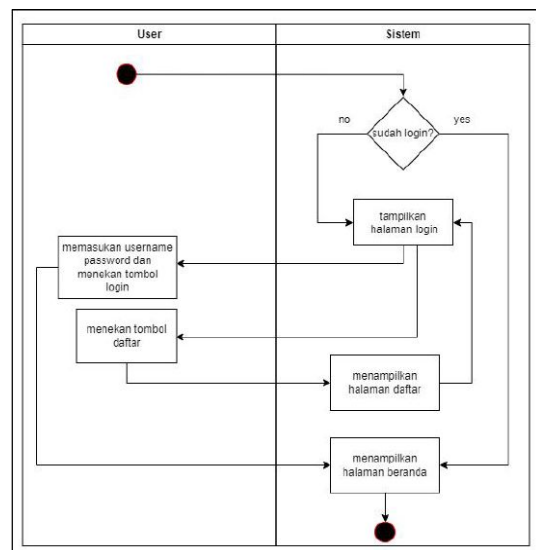 User
Sistem
no
yes
sudah login?
tampilkan
halaman login
memasukan username
password dan
menekan tombol
login
menekan tombol
daftar
menampilkan
halaman daftar
menampilkan
halaman beranda